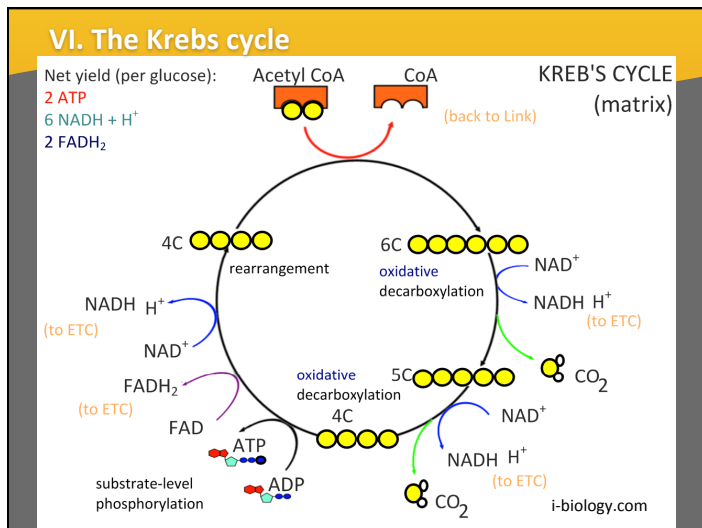 VI. The Krebs cycle
Net yield (per glucose):
2 ATP
6 NADH + H⁺
2 FADH₂
Acetyl CoA
CoA
(back to Link)
KREB'S CYCLE
(matrix)
4C
rearrangement
6C
oxidative
decarboxylation
NAD⁺
NADH H⁺
(to ETC)
CO₂
5C
oxidative
decarboxylation
4C
NAD⁺
NADH H⁺
(to ETC)
CO₂
NADH H⁺
(to ETC)
NAD⁺
FADH₂
(to ETC)
FAD
ATP
ADP
substrate-level
phosphorylation
i-biology.com